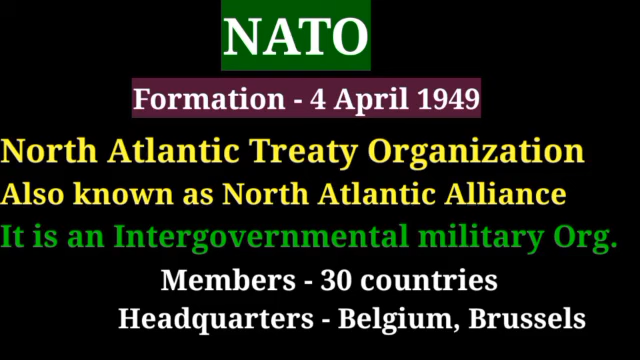 NATO
Formation - 4 April 1949
North Atlantic Treaty Organization
Also known as North Atlantic Alliance
It is an Intergovernmental military Org.
Members - 30 countries
Headquarters - Belgium, Brussels